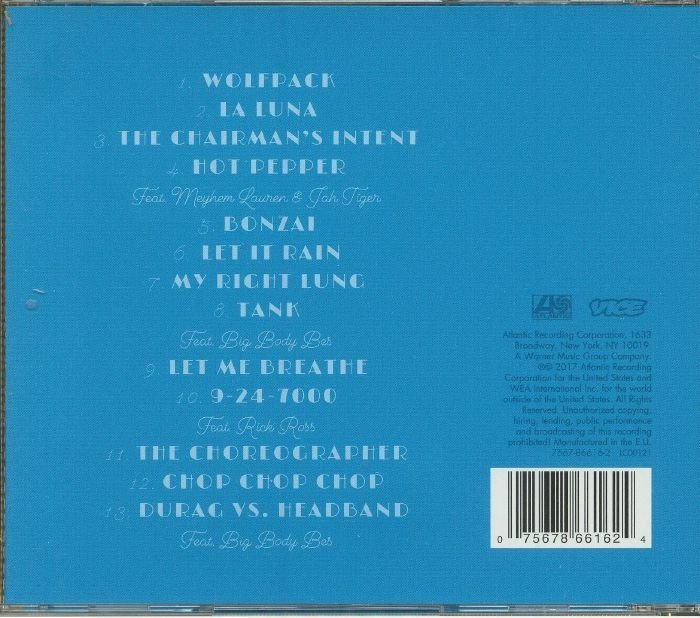 1. WOLFPACK
2. LA LUNA
3. THE CHAIRMAN'S INTENT
4. HOT PEPPER
Feat. Meyhem Lauren & Jah Tiger
5. BONZAI
6. LET IT RAIN
7. MY RIGHT LUNG
8. TANK
Feat. Big Body Bes
9. LET ME BREATHE
10. 9-24-7000
Feat. Rick Ross
11. THE CHOREOGRAPHER
12. CHOP CHOP CHOP
13. DURAG VS. HEADBAND
Feat. Big Body Bes
VICE
Atlantic Recording Corporation, 1633
Broadway, New York, NY 10019.
A Warner Music Group Company.
℗© 2017 Atlantic Recording
Corporation for the United States and
WEA International Inc. for the world
outside of the United States. All Rights
Reserved. Unauthorized copying,
hiring, lending, public performance
and broadcasting of this recording
prohibited! Manufactured in the E.U.
7567-86616-2 LC00121
0 75678 66162 4